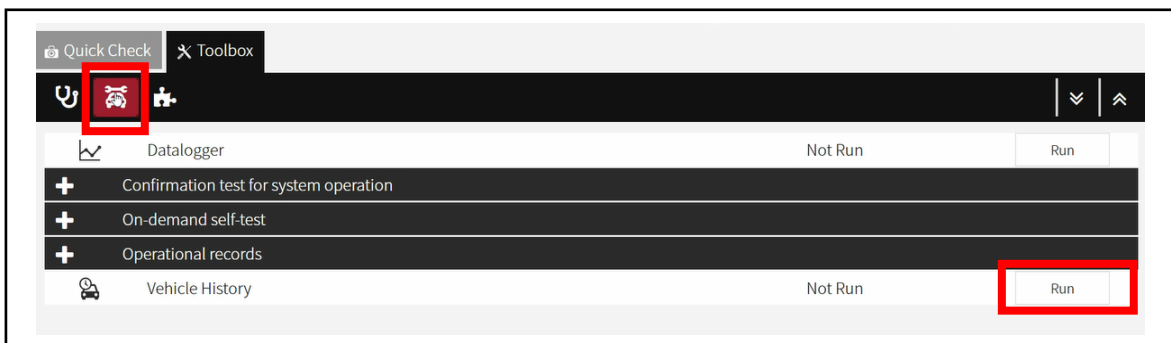 Quick Check Toolbox
Datalogger Not Run Run
Confirmation test for system operation
On-demand self-test
Operational records
Vehicle History Not Run Run